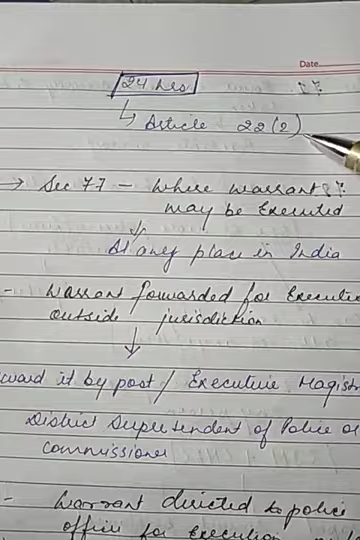 Date
24 hrs
↳ Article 22(2)
→ Sec 77 - Where warrant
may be Executed
At any place in India
- Warrant forwarded for Executio
outside jurisdiction
ward it by post / Executive Magist
District Superintendent of Police or
Commissioner
- Warrant directed to police
officer for Execution